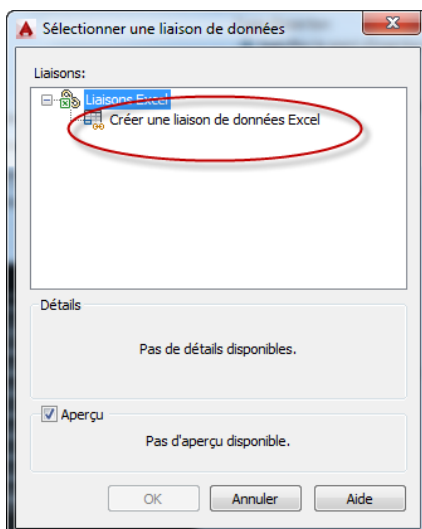 Sélectionner une liaison de données
Liaisons:
Liaisons Excel
Créer une liaison de données Excel
Détails
Pas de détails disponibles.
Aperçu
Pas d'aperçu disponible.
OK
Annuler
Aide